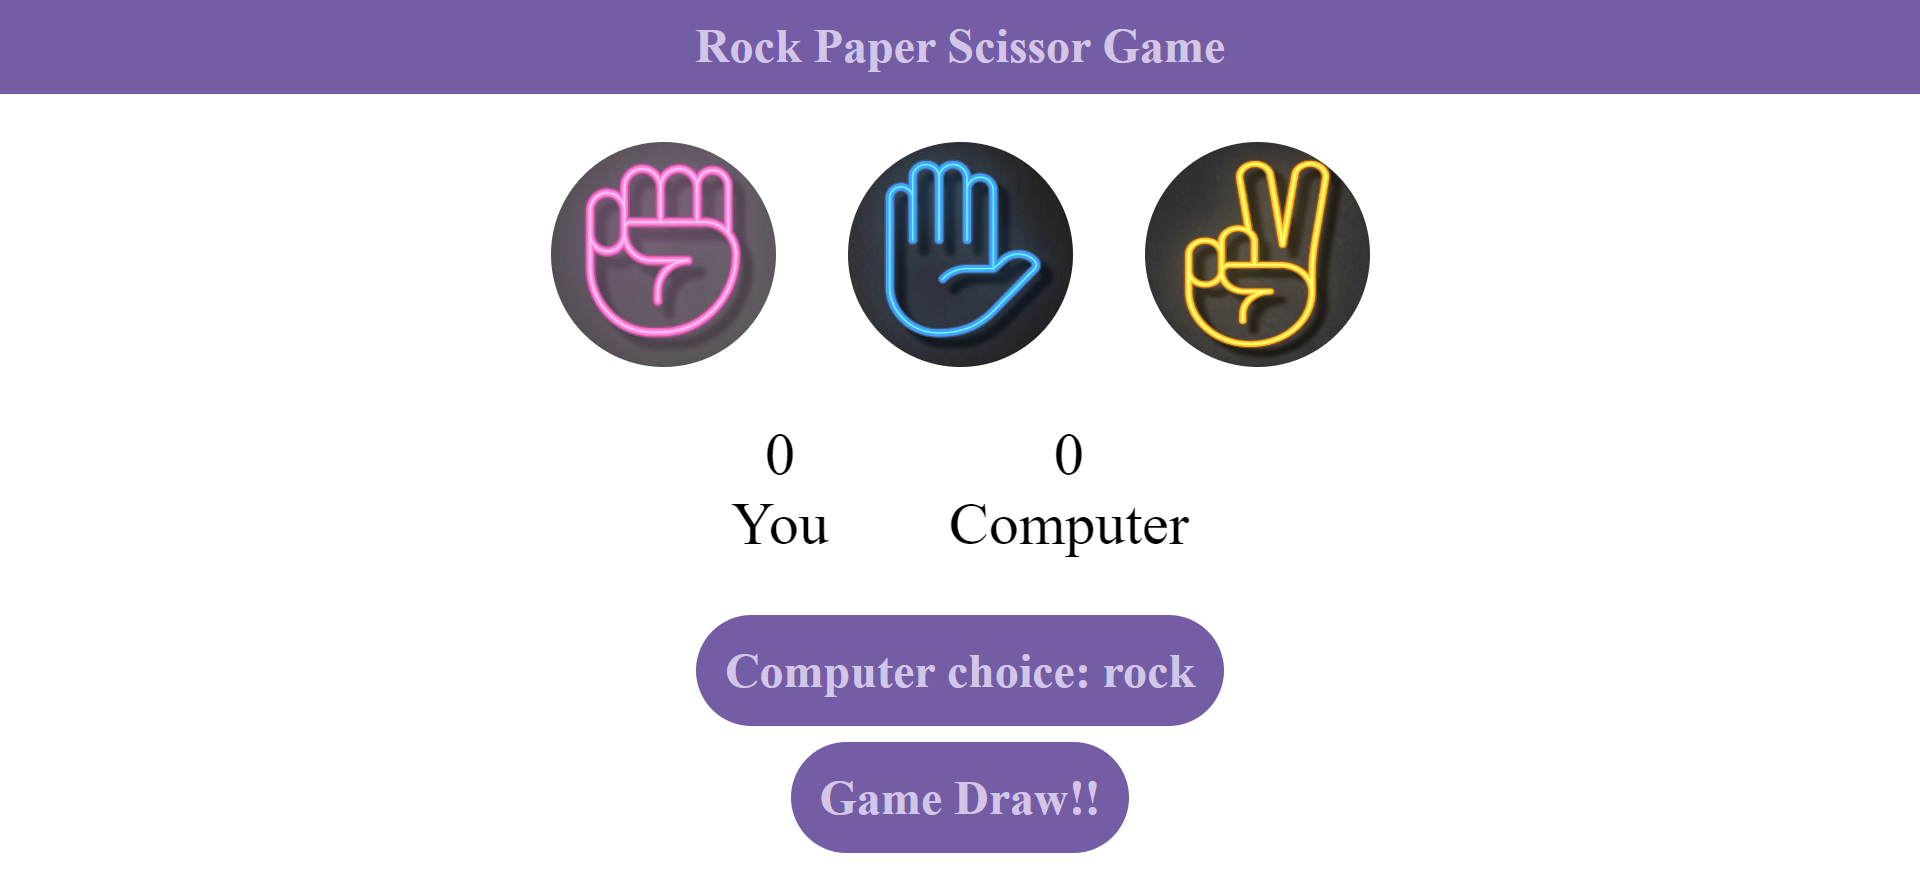 Rock Paper Scissor Game
0
0
You
Computer
Computer choice: rock
Game Draw!!